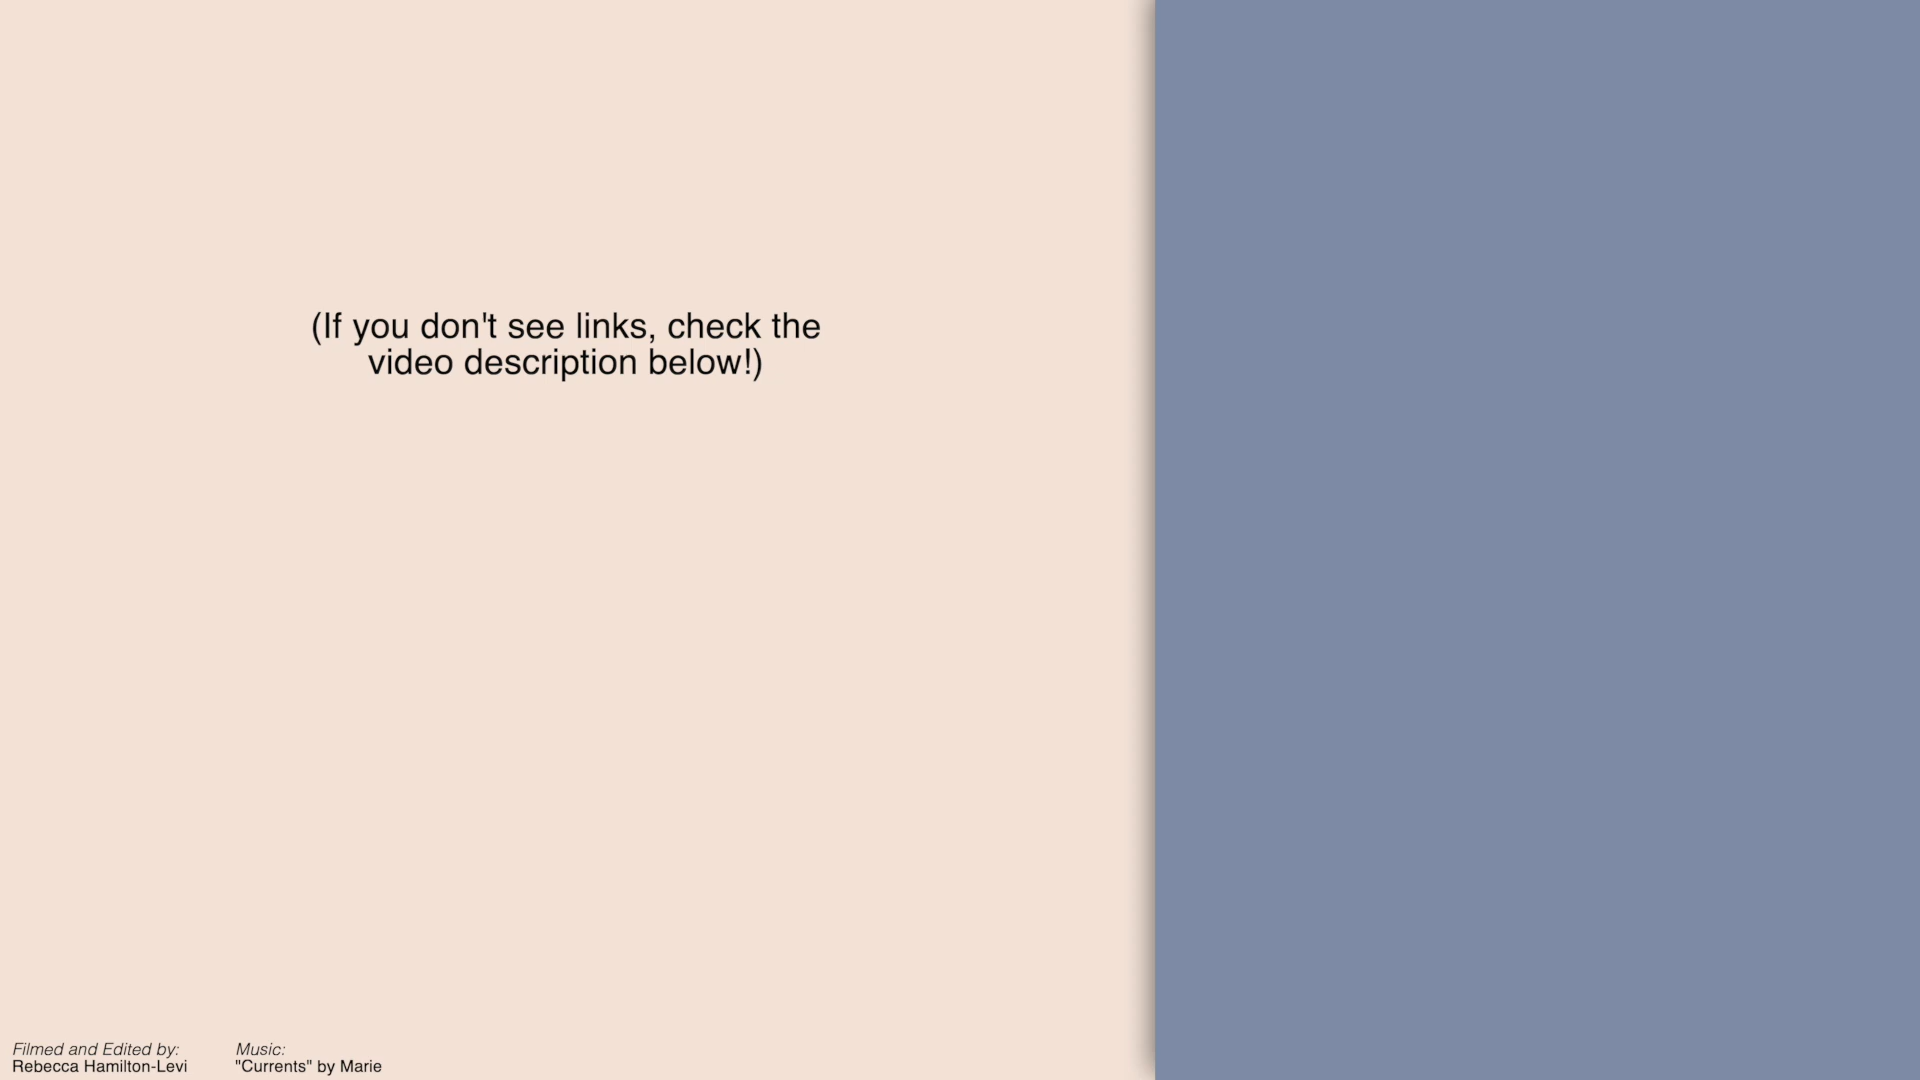 (If you don't see links, check the
video description below!)
Filmed and Edited by:
Rebecca Hamilton-Levi
Music:
"Currents" by Marie